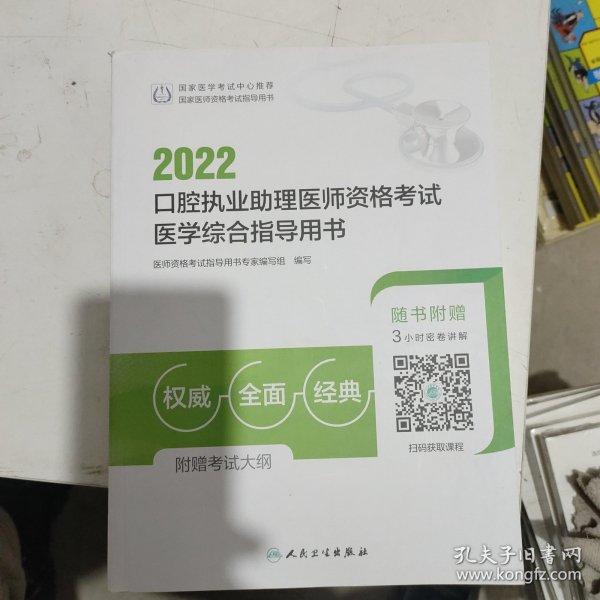 国家医学考试中心推荐
国家医师资格考试指导用书
2022
口腔执业助理医师资格考试
医学综合指导用书
医师资格考试指导用书专家编写组 编写
随书附赠
3小时密卷讲解
权威 全面 经典
扫码获取课程
附赠考试大纲
人民卫生出版社
孔夫子旧书网
www.kongfz.com